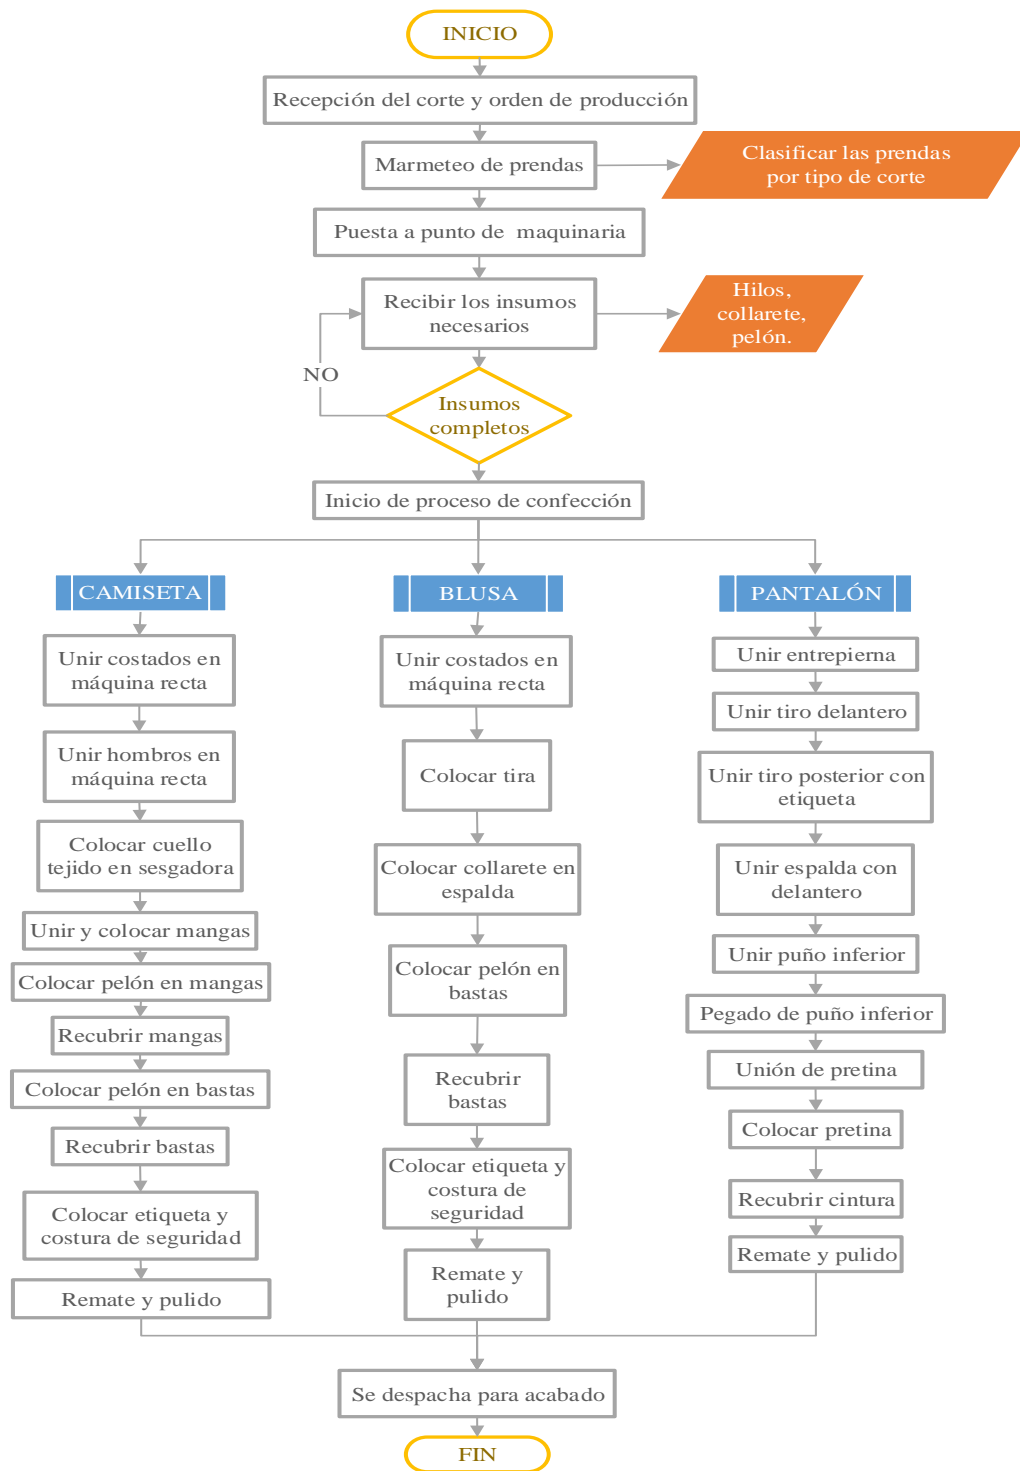 INICIO
Recepción del corte y orden de producción
Marmeteo de prendas
Clasificar las prendas
por tipo de corte
Puesta a punto de maquinaria
Recibir los insumos
necesarios
Hilos,
collarete,
pelón.
NO
Insumos
completos
Inicio de proceso de confección
CAMISETA
Unir costados en
máquina recta
Unir hombros en
máquina recta
Colocar cuello
tejido en sesgadora
Unir y colocar mangas
Colocar pelón en mangas
Recubrir mangas
Colocar pelón en bastas
Recubrir bastas
Colocar etiqueta y
costura de seguridad
Remate y pulido
BLUSA
Unir costados en
máquina recta
Colocar tira
Colocar collarete en
espalda
Colocar pelón en
bastas
Recubrir
bastas
Colocar etiqueta y
costura de
seguridad
Remate y
pulido
PANTALÓN
Unir entrepierna
Unir tiro delantero
Unir tiro posterior con
etiqueta
Unir espalda con
delantero
Unir puño inferior
Pegado de puño inferior
Unión de pretina
Colocar pretina
Recubrir cintura
Remate y pulido
Se despacha para acabado
FIN